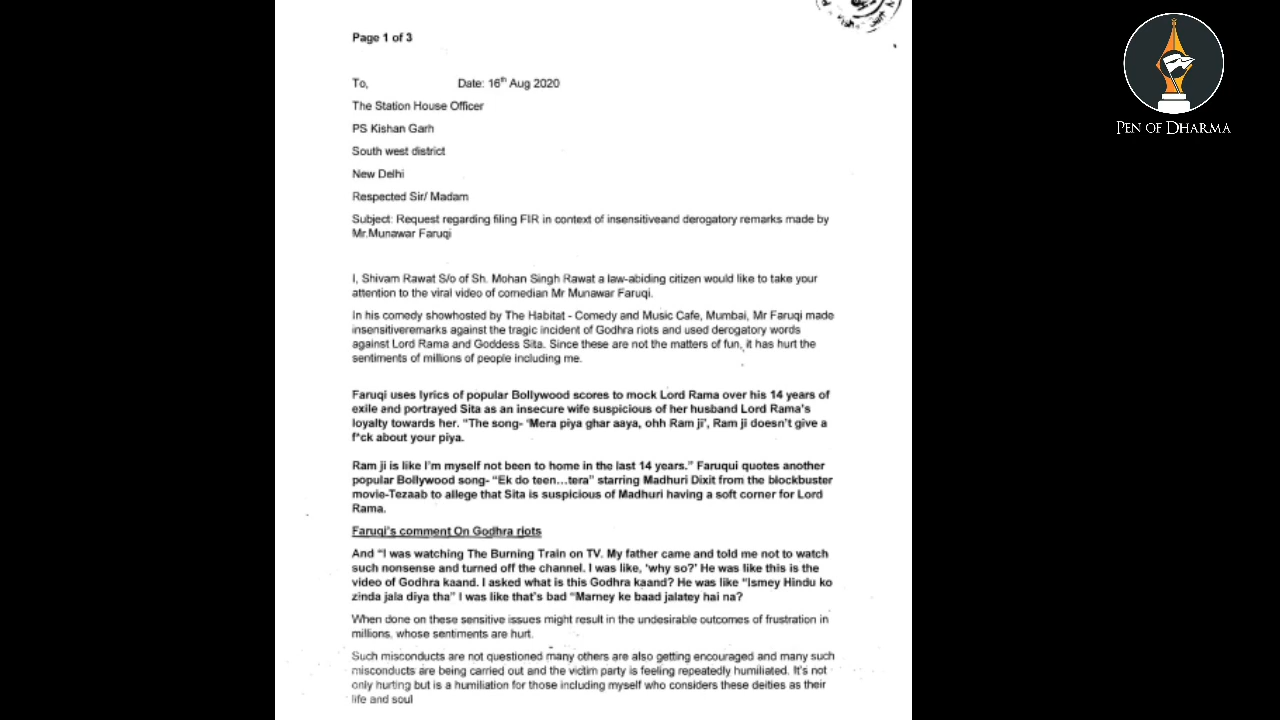 Page 1 of 3
To, Date: 16th Aug 2020
The Station House Officer
PS Kishan Garh
South west district
New Delhi
Respected Sir/ Madam
Subject: Request regarding filing FIR in context of insensitiveand derogatory remarks made by
Mr.Munawar Faruqi
I, Shivam Rawat S/o of Sh. Mohan Singh Rawat a law-abiding citizen would like to take your
attention to the viral video of comedian Mr Munawar Faruqi.
In his comedy showhosted by The Habitat - Comedy and Music Cafe, Mumbai, Mr Faruqi made
insensitiveremarks against the tragic incident of Godhra riots and used derogatory words
against Lord Rama and Goddess Sita. Since these are not the matters of fun, it has hurt the
sentiments of millions of people including me.
Faruqi uses lyrics of popular Bollywood scores to mock Lord Rama over his 14 years of
exile and portrayed Sita as an insecure wife suspicious of her husband Lord Rama's
loyalty towards her. "The song- 'Mera piya ghar aaya, ohh Ram ji', Ram ji doesn't give a
f*ck about your piya.
Ram ji is like I'm myself not been to home in the last 14 years." Faruqui quotes another
popular Bollywood song- "Ek do teen...tera" starring Madhuri Dixit from the blockbuster
movie-Tezaab to allege that Sita is suspicious of Madhuri having a soft corner for Lord
Rama.
Faruqi's comment On Godhra riots
And "I was watching The Burning Train on TV. My father came and told me not to watch
such nonsense and turned off the channel. I was like, 'why so?' He was like this is the
video of Godhra kaand. I asked what is this Godhra kaand? He was like "Ismey Hindu ko
zinda jala diya tha" I was like that's bad "Marney ke baad jalatey hai na?
When done on these sensitive issues might result in the undesirable outcomes of frustration in
millions, whose sentiments are hurt.
Such misconducts are not questioned many others are also getting encouraged and many such
misconducts are being carried out and the victim party is feeling repeatedly humiliated. It's not
only hurting but is a humiliation for those including myself who considers these deities as their
life and soul
PEN OF DHARMA